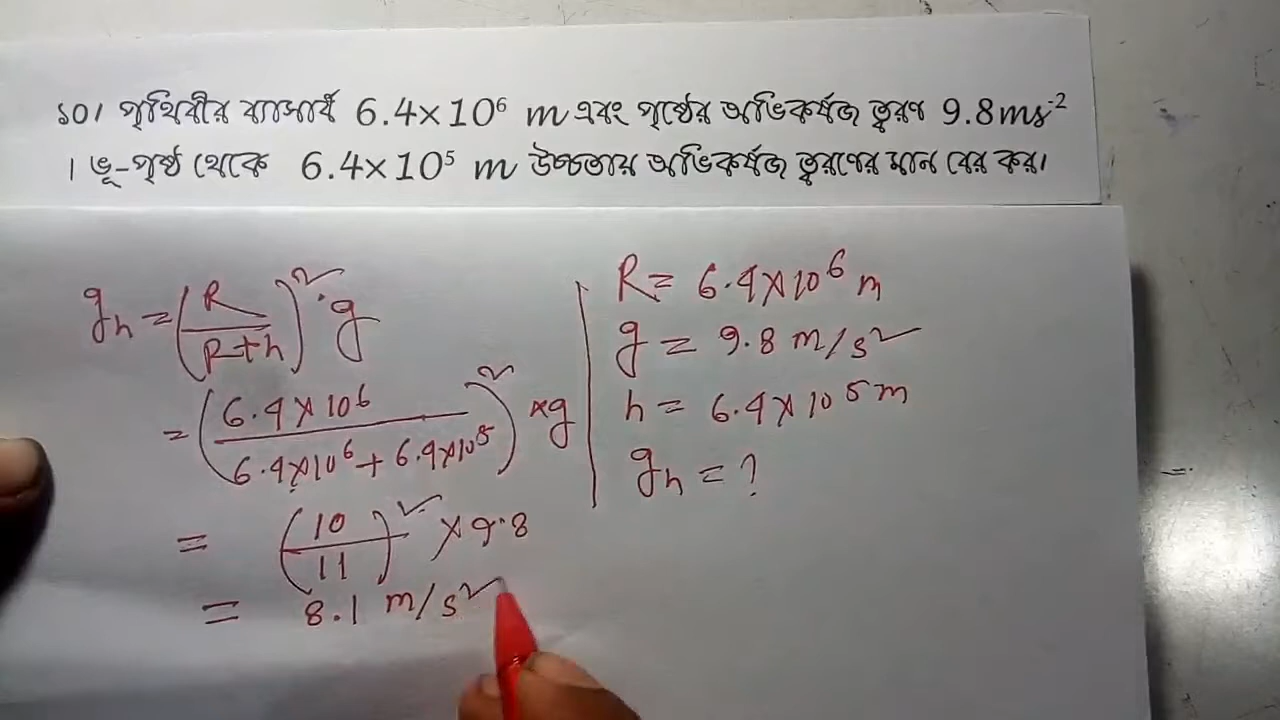 ১০। পৃথিবীর ব্যাসার্ধ 6.4×10⁶ m এবং পৃষ্ঠের অভিকর্ষজ ত্বরণ 9.8ms⁻²
। ভূ-পৃষ্ঠ থেকে 6.4×10⁵ m উচ্চতায় অভিকর্ষজ ত্বরণের মান বের কর।
gₕ = (R/(R+h))² · g
= (6.4×10⁶/(6.4×10⁶ + 6.4×10⁵))² × g
= (10/11)² × 9.8
= 8.1 m/s²
R = 6.4×10⁶ m
g = 9.8 m/s²
h = 6.4×10⁵ m
gₕ = ?